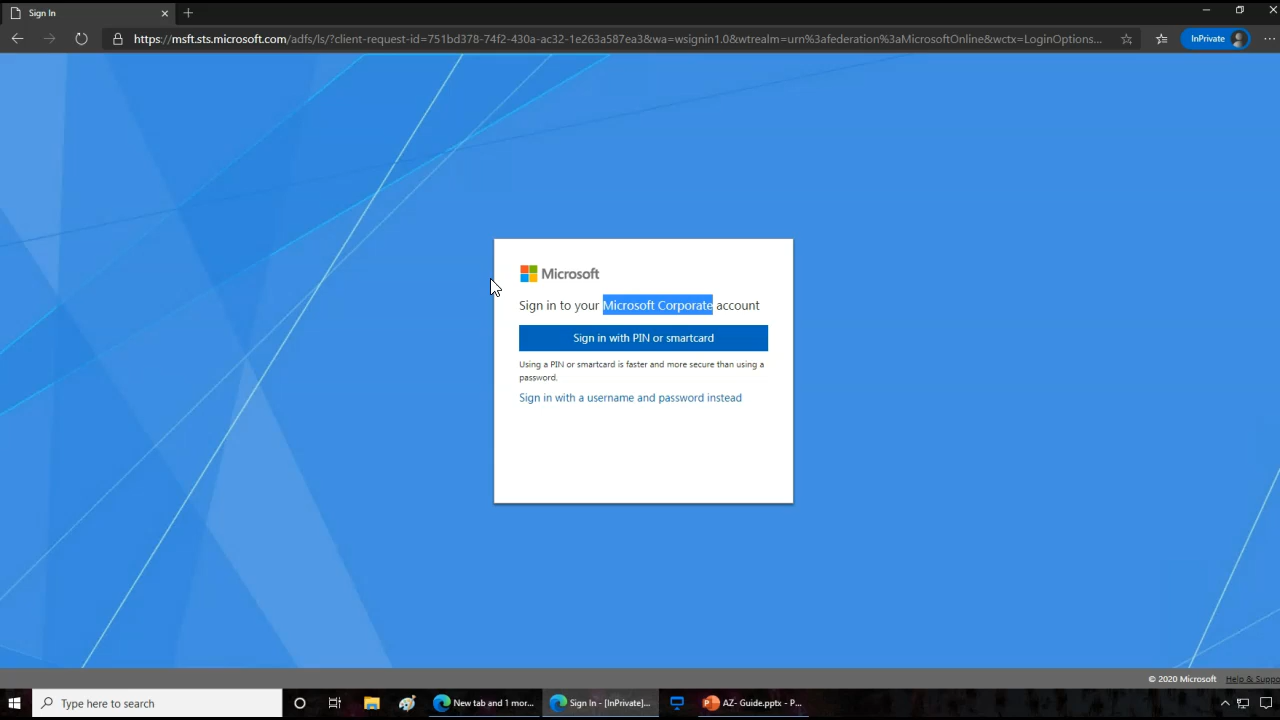 Sign In
https://msft.sts.microsoft.com/adfs/ls/?client-request-id=751bd378-74f2-430a-ac32-1e263a587ea3&wa=wsignin1.0&wtrealm=urn%3afederation%3aMicrosoftOnline&wctx=LoginOptions...
InPrivate
Microsoft
Sign in to your Microsoft Corporate account
Sign in with PIN or smartcard
Using a PIN or smartcard is faster and more secure than using a
password.
Sign in with a username and password instead
© 2020 Microsoft Help & Suppo
Type here to search
New tab and 1 mor...
Sign In - [InPrivate]...
AZ- Guide.pptx - P...